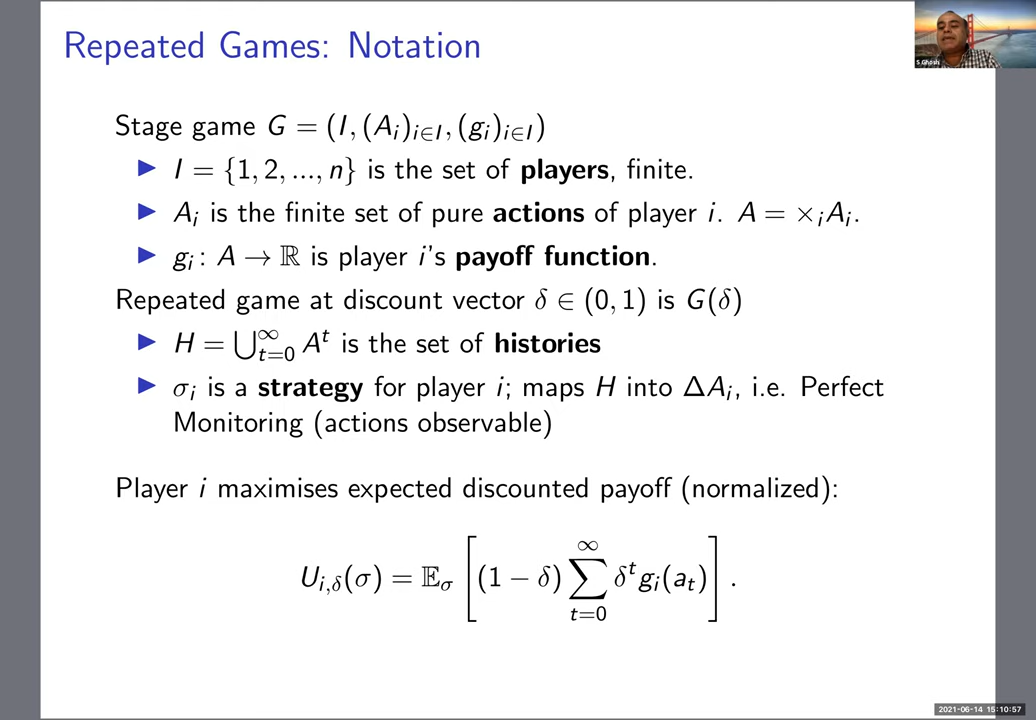 Repeated Games: Notation
S Ghosh
Stage game G = (I, (A_i)_{i∈I}, (g_i)_{i∈I})
▶ I = {1, 2, ..., n} is the set of players, finite.
▶ A_i is the finite set of pure actions of player i. A = ×_i A_i.
▶ g_i : A → ℝ is player i's payoff function.
Repeated game at discount vector δ ∈ (0, 1) is G(δ)
▶ H = ⋃_{t=0}^{∞} A^t is the set of histories
▶ σ_i is a strategy for player i; maps H into ΔA_i, i.e. Perfect
Monitoring (actions observable)
Player i maximises expected discounted payoff (normalized):
U_{i,δ}(σ) = 𝔼_σ [(1 − δ) ∑_{t=0}^{∞} δ^t g_i(a_t)].
2021-06-14 15:10:57